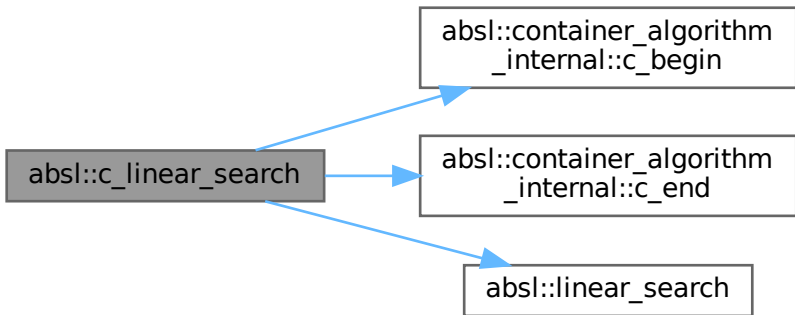 absl::c_linear_search
absl::container_algorithm
_internal::c_begin
absl::container_algorithm
_internal::c_end
absl::linear_search